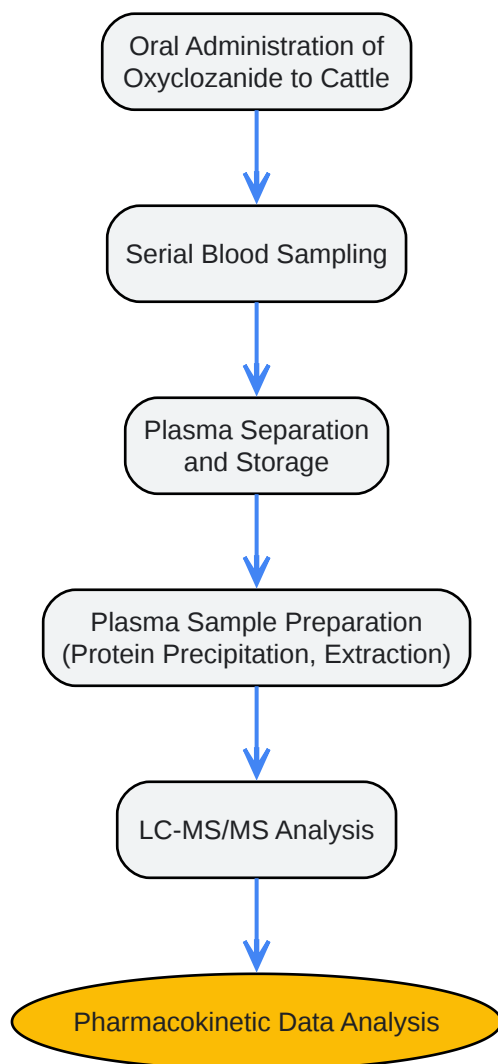 Oral Administration of
Oxyclozanide to Cattle
Serial Blood Sampling
Plasma Separation
and Storage
Plasma Sample Preparation
(Protein Precipitation, Extraction)
LC-MS/MS Analysis
Pharmacokinetic Data Analysis